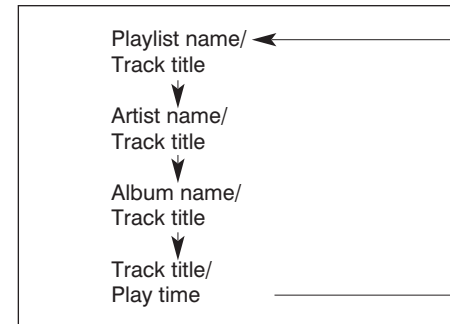 Playlist name/
Track title
Artist name/
Track title
Album name/
Track title
Track title/
Play time